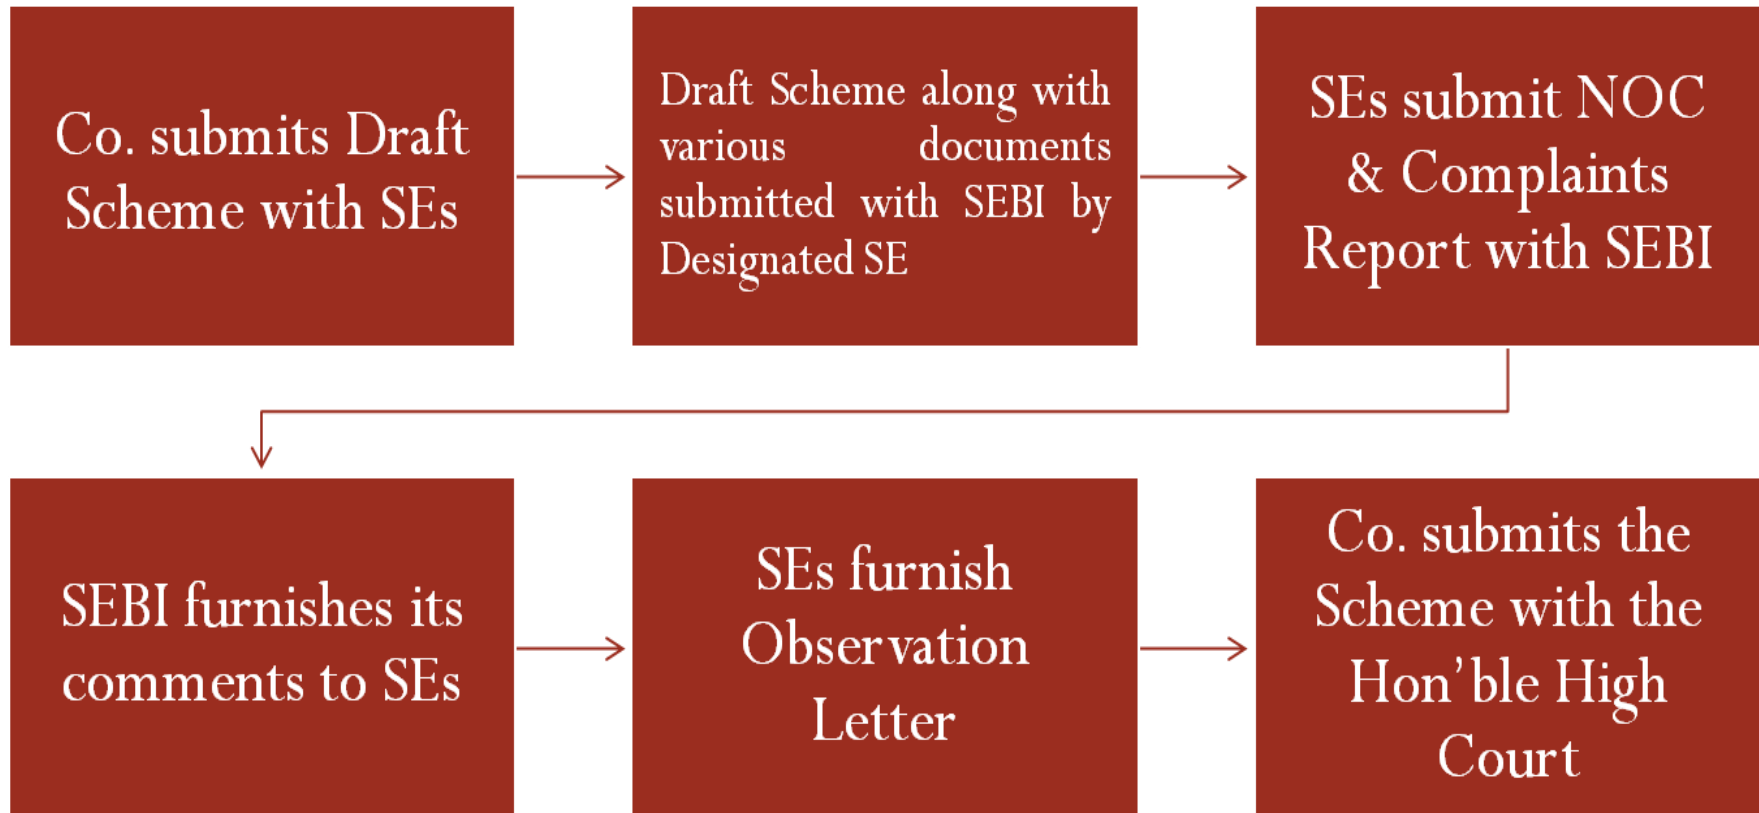 Co. submits Draft
Scheme with SEs
Draft Scheme along with
various documents
submitted with SEBI by
Designated SE
SEs submit NOC
& Complaints
Report with SEBI
SEBI furnishes its
comments to SEs
SEs furnish
Observation
Letter
Co. submits the
Scheme with the
Hon’ble High
Court